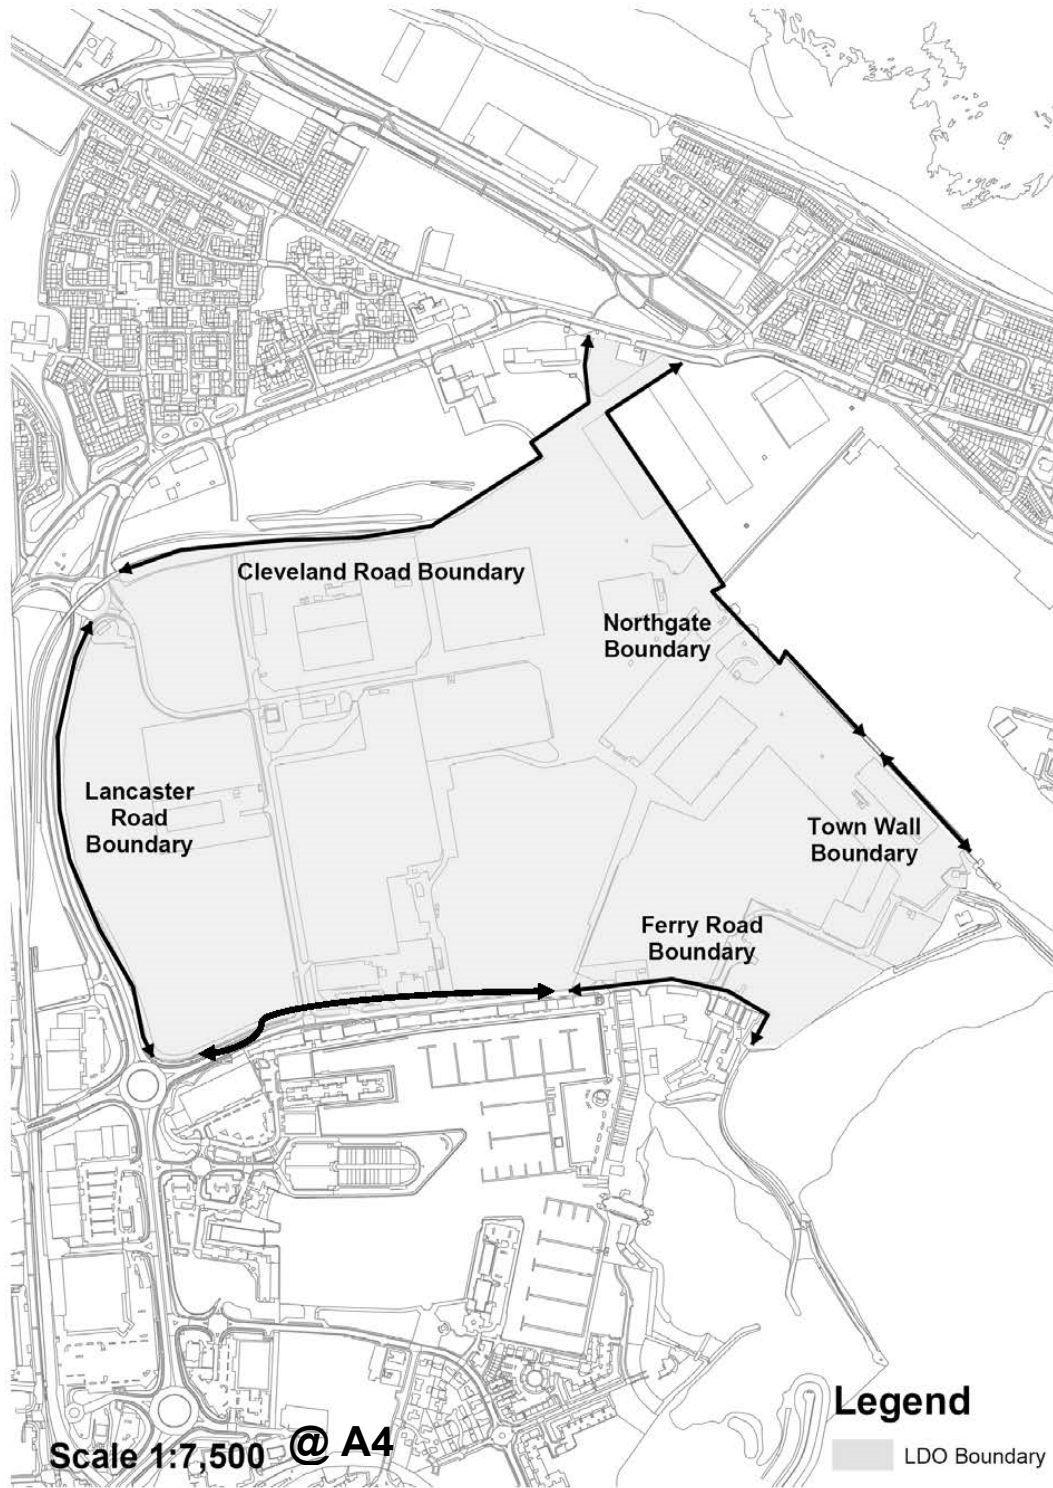 Cleveland Road Boundary
Northgate
Boundary
Lancaster
Road
Boundary
Town Wall
Boundary
Ferry Road
Boundary
Legend
LDO Boundary
Scale 1:7,500 @ A4